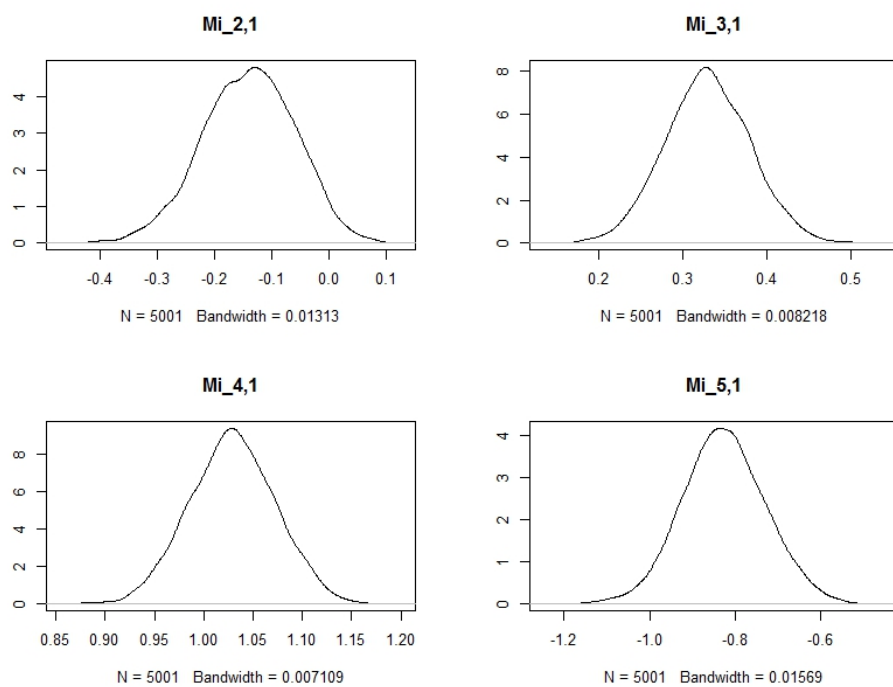 Mi_2,1
4
3
2
1
0
-0.4 -0.3 -0.2 -0.1 0.0 0.1
N = 5001 Bandwidth = 0.01313
Mi_3,1
8
6
4
2
0
0.2 0.3 0.4 0.5
N = 5001 Bandwidth = 0.008218
Mi_4,1
8
6
4
2
0
0.85 0.90 0.95 1.00 1.05 1.10 1.15 1.20
N = 5001 Bandwidth = 0.007109
Mi_5,1
4
3
2
1
0
-1.2 -1.0 -0.8 -0.6
N = 5001 Bandwidth = 0.01569